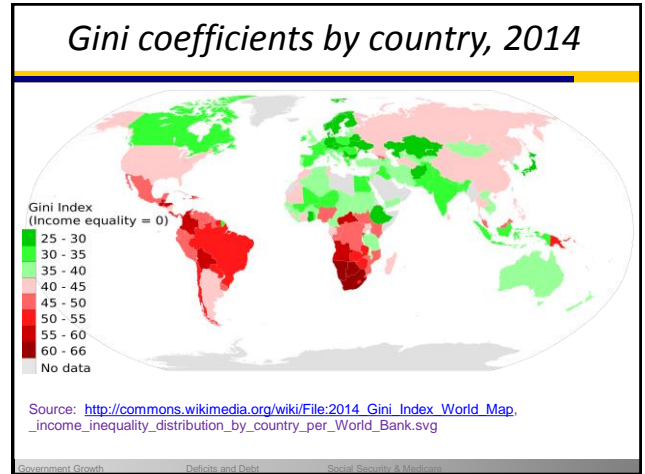 Gini coefficients by country, 2014
Gini Index
(Income equality = 0)
25 - 30
30 - 35
35 - 40
40 - 45
45 - 50
50 - 55
55 - 60
60 - 66
No data
Source: http://commons.wikimedia.org/wiki/File:2014_Gini_Index_World_Map,
_income_inequality_distribution_by_country_per_World_Bank.svg
Government Growth Deficits and Debt Social Security & Medicare